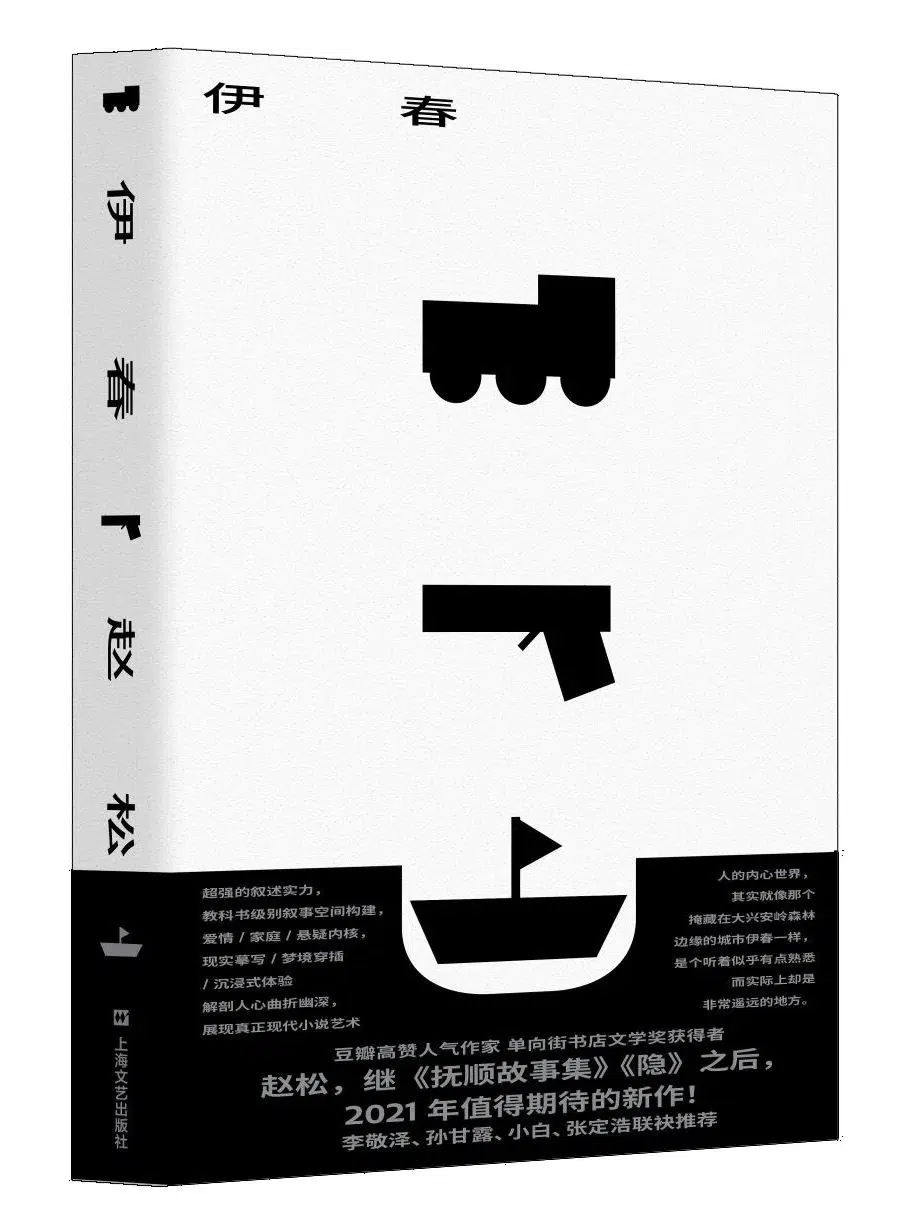 伊春
伊春
赵松
上海文艺出版社
超强的叙述实力，
教科书级别叙事空间构建，
爱情 / 家庭 / 悬疑内核，
现实摹写 / 梦境穿插
/ 沉浸式体验
解剖人心曲折幽深，
展现真正现代小说艺术
人的内心世界，
其实就像那个
掩藏在大兴安岭森林
边缘的城市伊春一样，
是个听着似乎有点熟悉
而实际上却是
非常遥远的地方。
豆瓣高赞人气作家 单向街书店文学奖获得者
赵松，继《抚顺故事集》《隐》之后，
2021 年值得期待的新作！
李敬泽、孙甘露、小白、张定浩联袂推荐